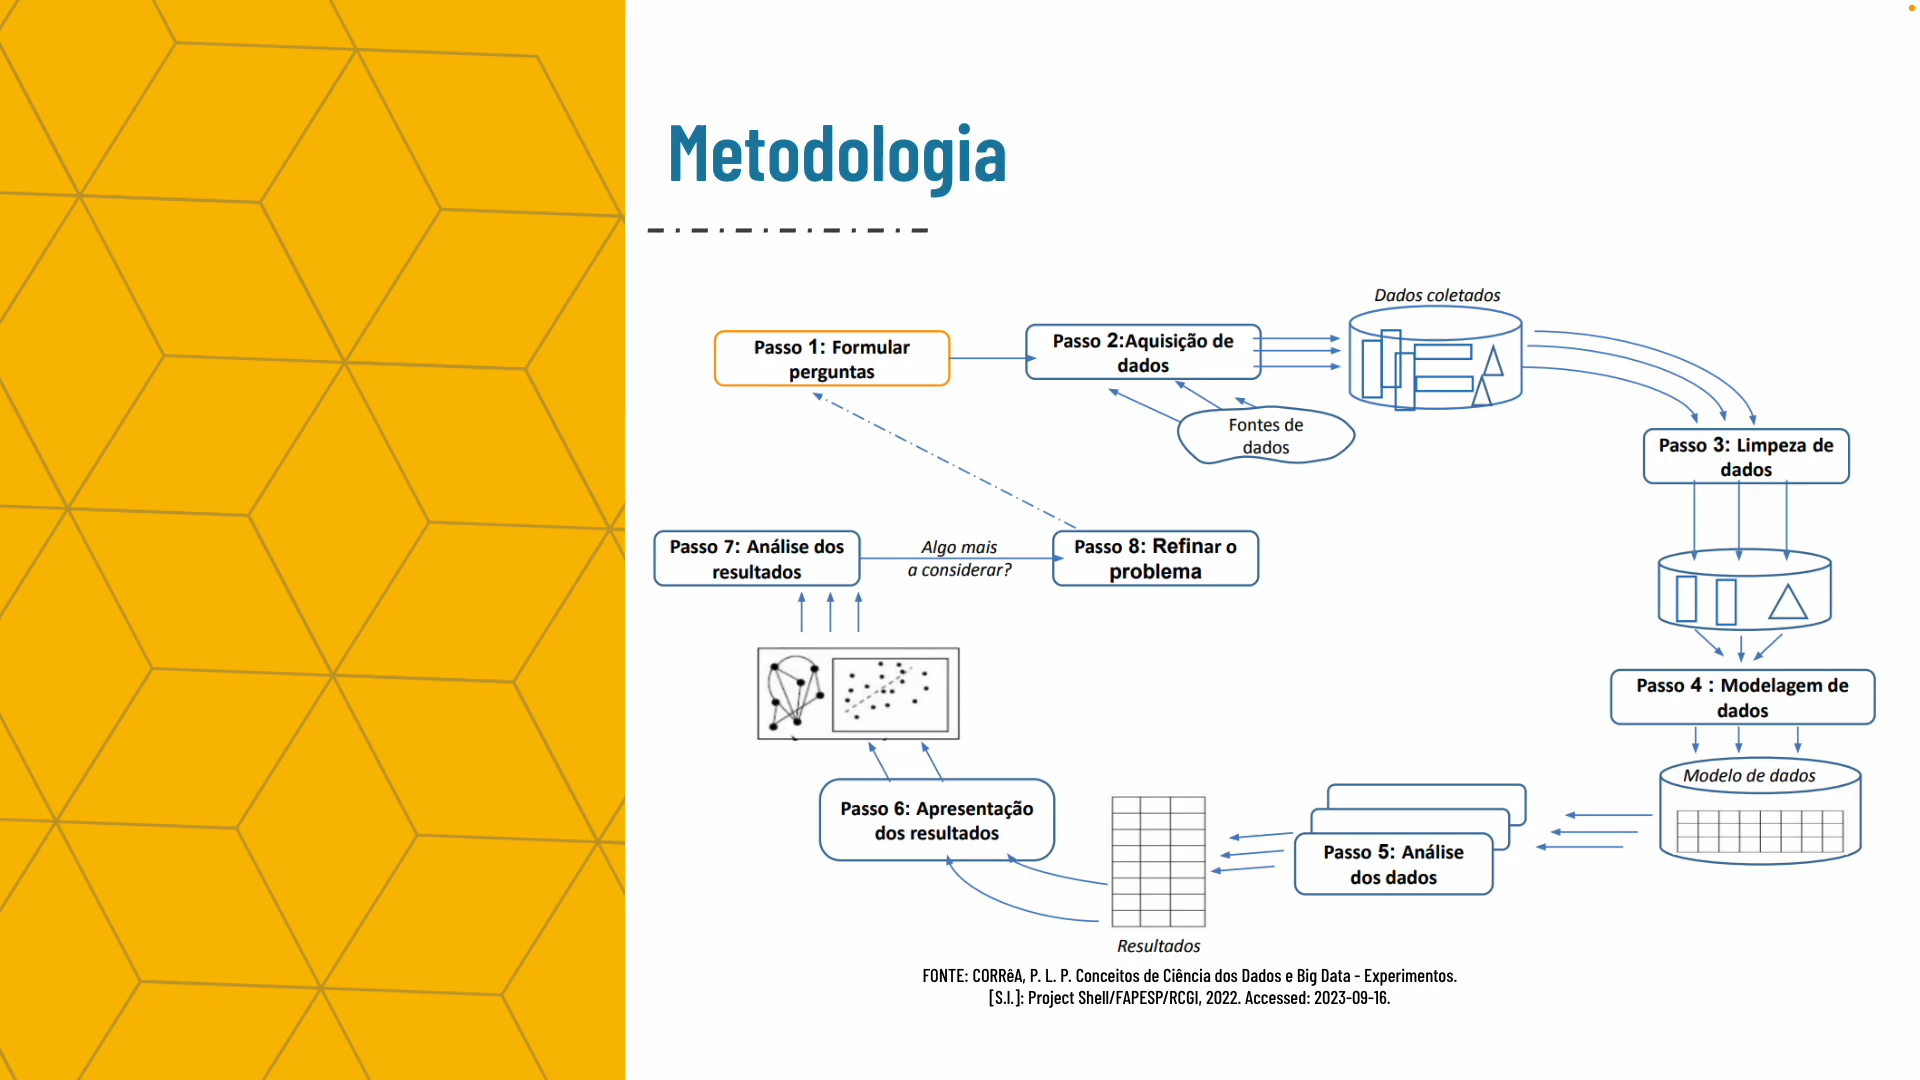 Metodologia
Dados coletados
Passo 1: Formular
perguntas
Passo 2:Aquisição de
dados
Fontes de
dados
Passo 3: Limpeza de
dados
Passo 4 : Modelagem de
dados
Modelo de dados
Passo 5: Análise
dos dados
Resultados
Passo 6: Apresentação
dos resultados
Passo 7: Análise dos
resultados
Algo mais
a considerar?
Passo 8: Refinar o
problema
FONTE: CORRêA, P. L. P. Conceitos de Ciência dos Dados e Big Data - Experimentos.
[S.I.]: Project Shell/FAPESP/RCGI, 2022. Accessed: 2023-09-16.